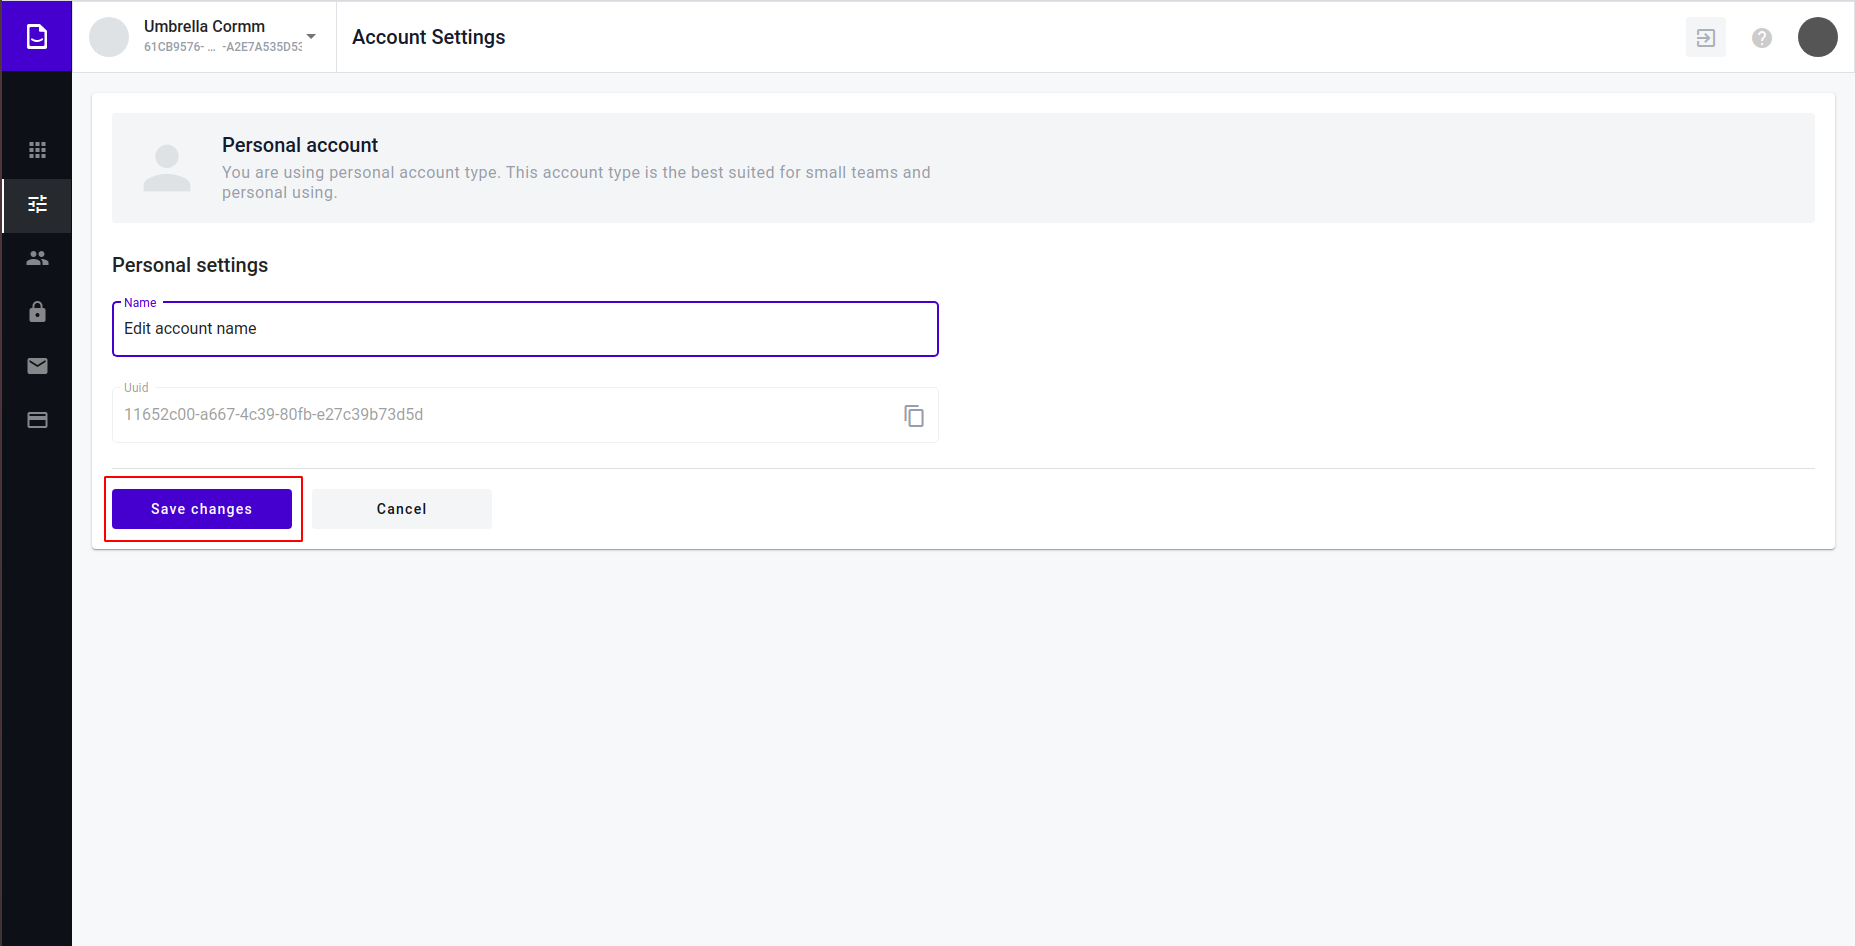 Umbrella Cormm
61CB9576- ... -A2E7A535D53
Account Settings
Personal account
You are using personal account type. This account type is the best suited for small teams and
personal using.
Personal settings
Name
Edit account name
Uuid
11652c00-a667-4c39-80fb-e27c39b73d5d
Save changes
Cancel